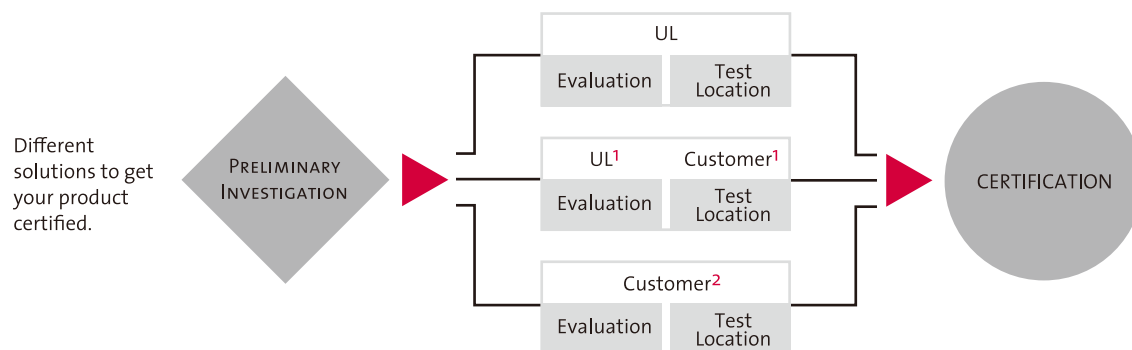 Different
solutions to get
your product
certified.
PRELIMINARY
INVESTIGATION
UL
Evaluation
Test
Location
UL¹
Customer¹
Evaluation
Test
Location
Customer²
Evaluation
Test
Location
CERTIFICATION